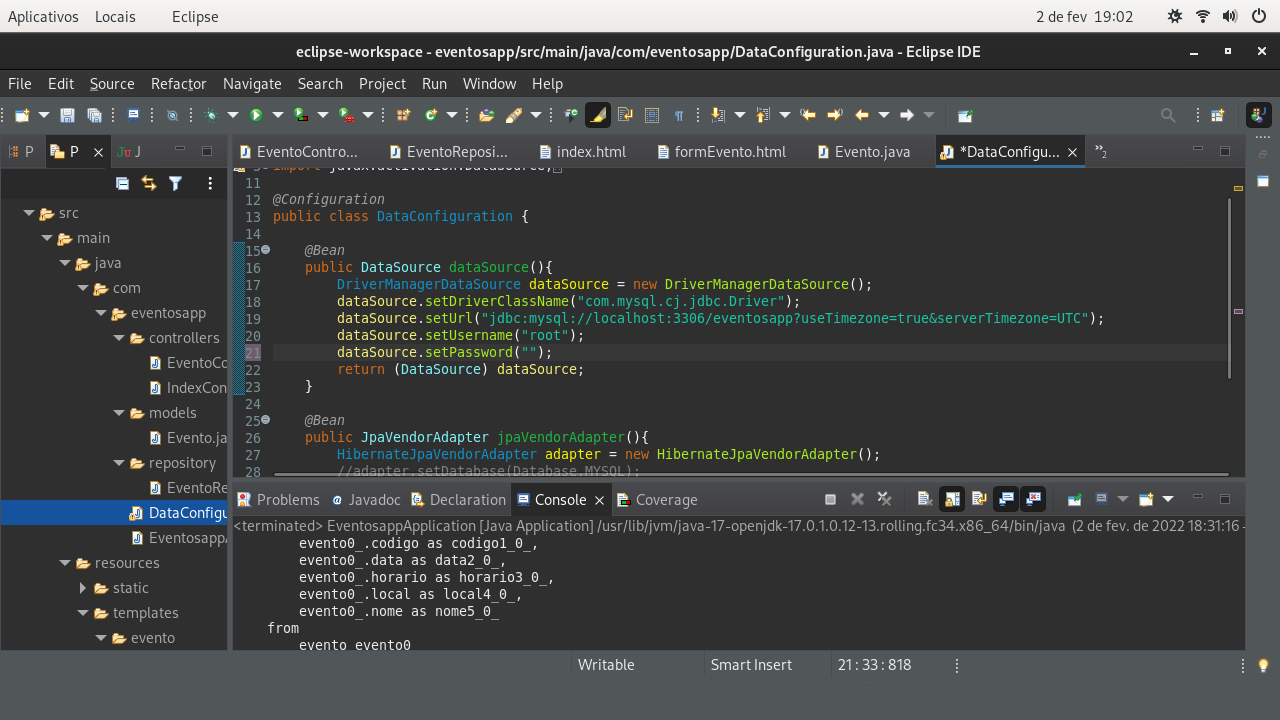 Aplicativos Locais Eclipse 2 de fev 19:02
eclipse-workspace - eventosapp/src/main/java/com/eventosapp/DataConfiguration.java - Eclipse IDE
File Edit Source Refactor Navigate Search Project Run Window Help
P P J
EventoContro... EventoReposi... index.html formEvento.html Evento.java *DataConfigu... 2
src
main
java
com
eventosapp
controllers
EventoCo
IndexCon
models
Evento.ja
repository
EventoRe
DataConfigu
EventosappA
resources
static
templates
evento
import javax.activation.DataSource;
11
12 @Configuration
13 public class DataConfiguration {
14
15 @Bean
16 public DataSource dataSource(){
17 DriverManagerDataSource dataSource = new DriverManagerDataSource();
18 dataSource.setDriverClassName("com.mysql.cj.jdbc.Driver");
19 dataSource.setUrl("jdbc:mysql://localhost:3306/eventosapp?useTimezone=true&serverTimezone=UTC");
20 dataSource.setUsername("root");
21 dataSource.setPassword("");
22 return (DataSource) dataSource;
23 }
24
25 @Bean
26 public JpaVendorAdapter jpaVendorAdapter(){
27 HibernateJpaVendorAdapter adapter = new HibernateJpaVendorAdapter();
28 //adapter.setDatabase(Database.MYSQL);
Problems Javadoc Declaration Console Coverage
<terminated> EventosappApplication [Java Application] /usr/lib/jvm/java-17-openjdk-17.0.1.0.12-13.rolling.fc34.x86_64/bin/java (2 de fev. de 2022 18:31:16 -
evento0_.codigo as codigo1_0_,
evento0_.data as data2_0_,
evento0_.horario as horario3_0_,
evento0_.local as local4_0_,
evento0_.nome as nome5_0_
from
evento evento0
Writable Smart Insert 21 : 33 : 818